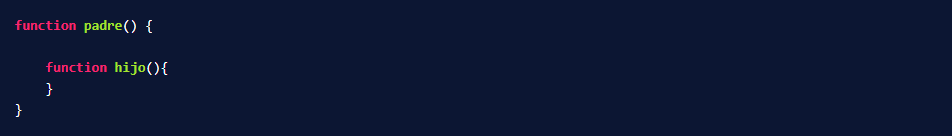 function padre() {
function hijo(){
}
}